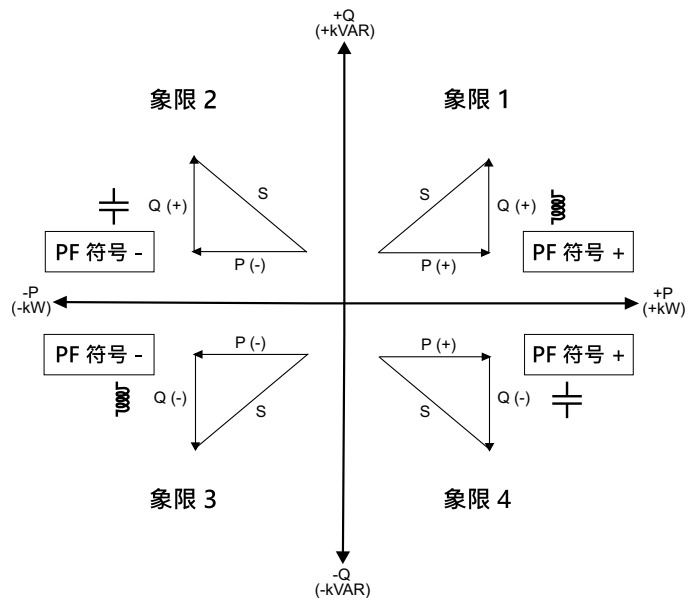 +Q
(+kVAR)
象限 2
象限 1
Q (+)
S
S
Q (+)
PF 符号 -
P (-)
P (+)
PF 符号 +
-P
(-kW)
+P
(+kW)
PF 符号 -
P (-)
P (+)
PF 符号 +
Q (-)
S
S
Q (-)
象限 3
象限 4
-Q
(-kVAR)